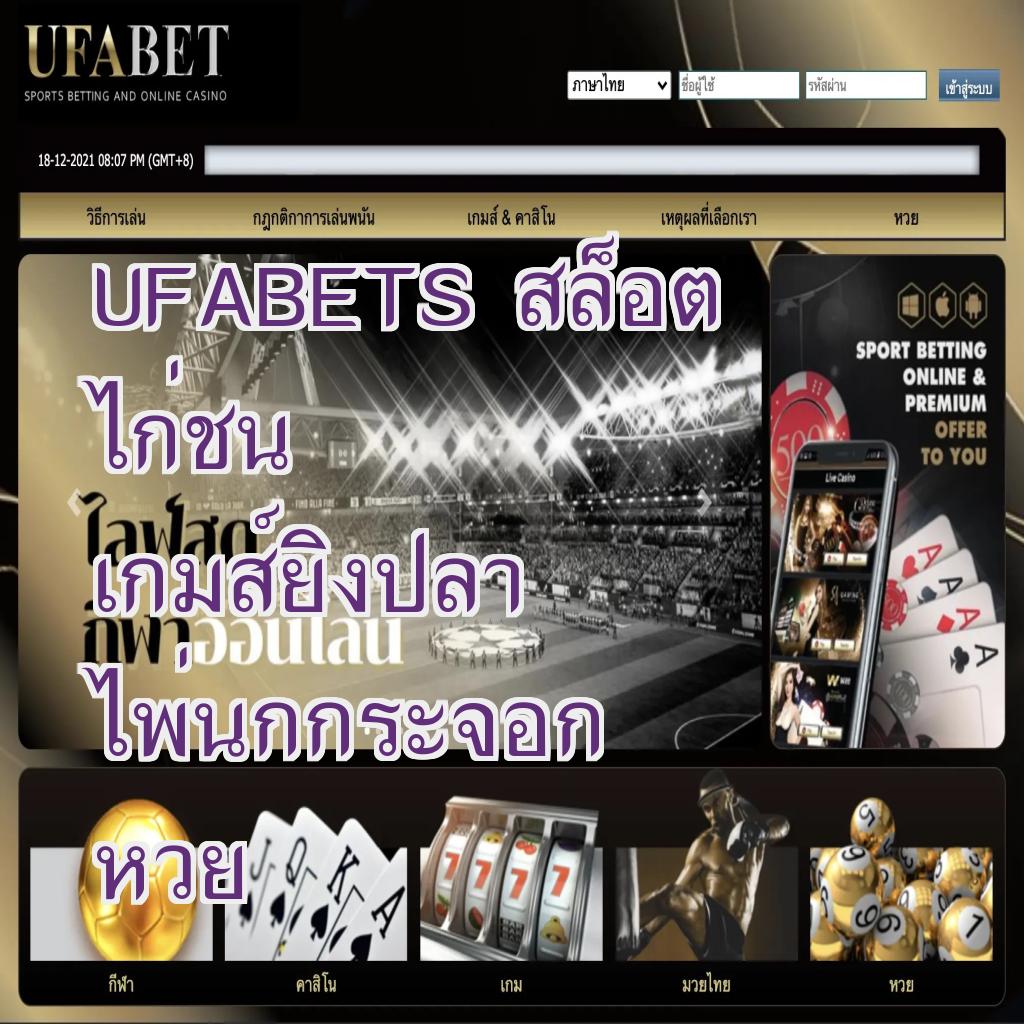 UFABET
SPORTS BETTING AND ONLINE CASINO
ภาษาไทย ชื่อผู้ใช้ รหัสผ่าน เข้าสู่ระบบ
18-12-2021 08:07 PM (GMT+8)
วิธีการเล่น กฎกติกาการเล่นพนัน เกมส์ & คาสิโน เหตุผลที่เลือกเรา หวย
UFABETS สล็อต
ไก่ชน
เกมส์ยิงปลา
ไพ่นกกระจอก
หวย
ไลฟ์สด
กีฬาออนไลน์
SPORT BETTING
ONLINE &
PREMIUM
OFFER
TO YOU
500
Live Casino
A
A
A
A
J Q K A
7 7 7 7
กีฬา คาสิโน เกม มวยไทย หวย